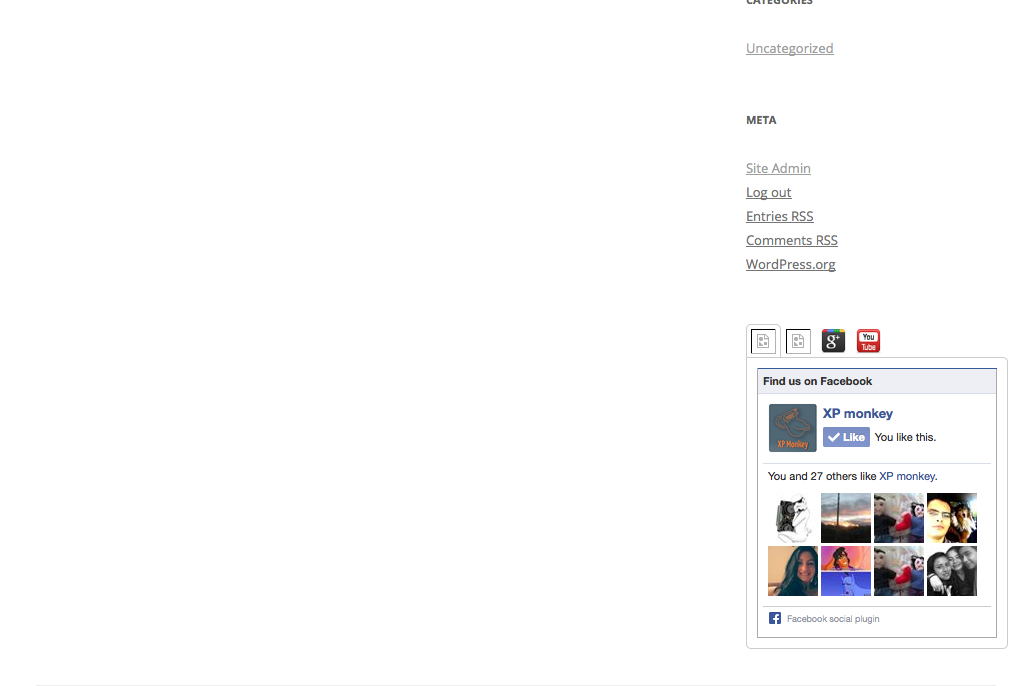 CATEGORIES
Uncategorized
META
Site Admin
Log out
Entries RSS
Comments RSS
WordPress.org
g+
You
Tube
Find us on Facebook
XP monkey
XP Monkey
Like You like this.
You and 27 others like XP monkey.
f Facebook social plugin